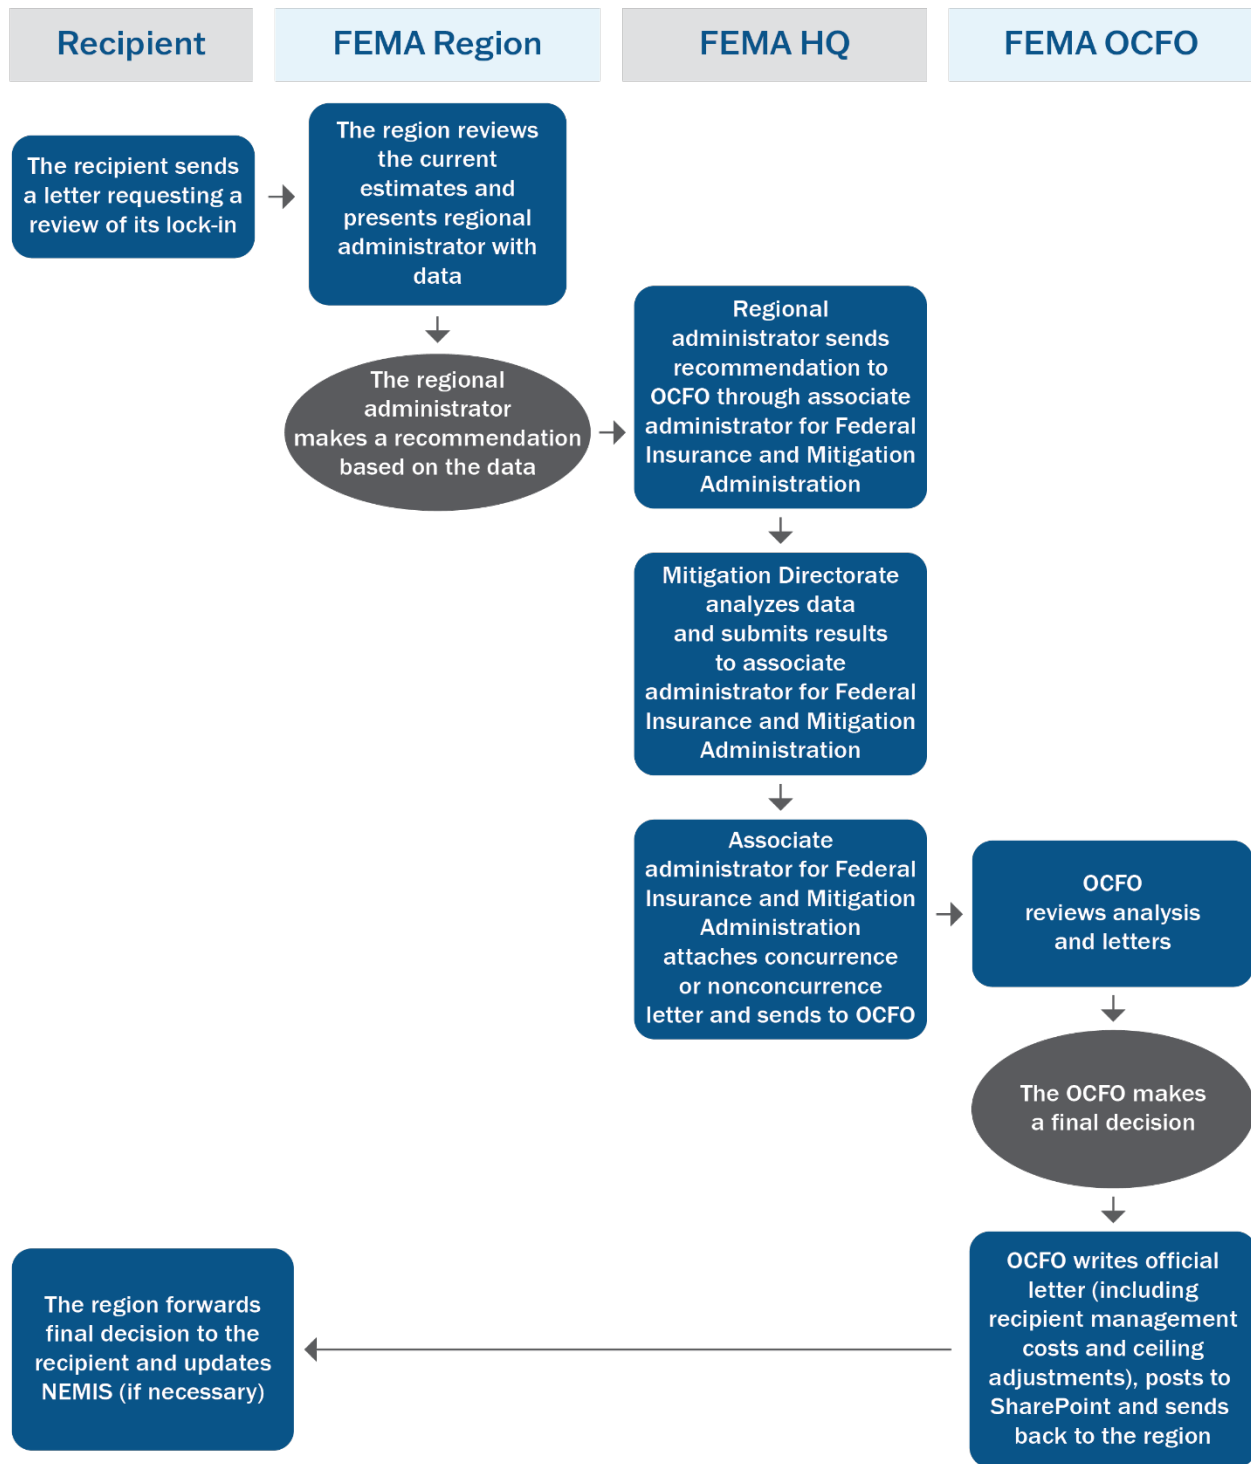 Recipient
FEMA Region
FEMA HQ
FEMA OCFO
The recipient sends
a letter requesting a
review of its lock-in
The region reviews
the current
estimates and
presents regional
administrator with
data
The regional
administrator
makes a recommendation
based on the data
Regional
administrator sends
recommendation to
OCFO through associate
administrator for Federal
Insurance and Mitigation
Administration
Mitigation Directorate
analyzes data
and submits results
to associate
administrator for Federal
Insurance and Mitigation
Administration
Associate
administrator for Federal
Insurance and Mitigation
Administration
attaches concurrence
or nonconcurrence
letter and sends to OCFO
OCFO
reviews analysis
and letters
The OCFO makes
a final decision
OCFO writes official
letter (including
recipient management
costs and ceiling
adjustments), posts to
SharePoint and sends
back to the region
The region forwards
final decision to the
recipient and updates
NEMIS (if necessary)